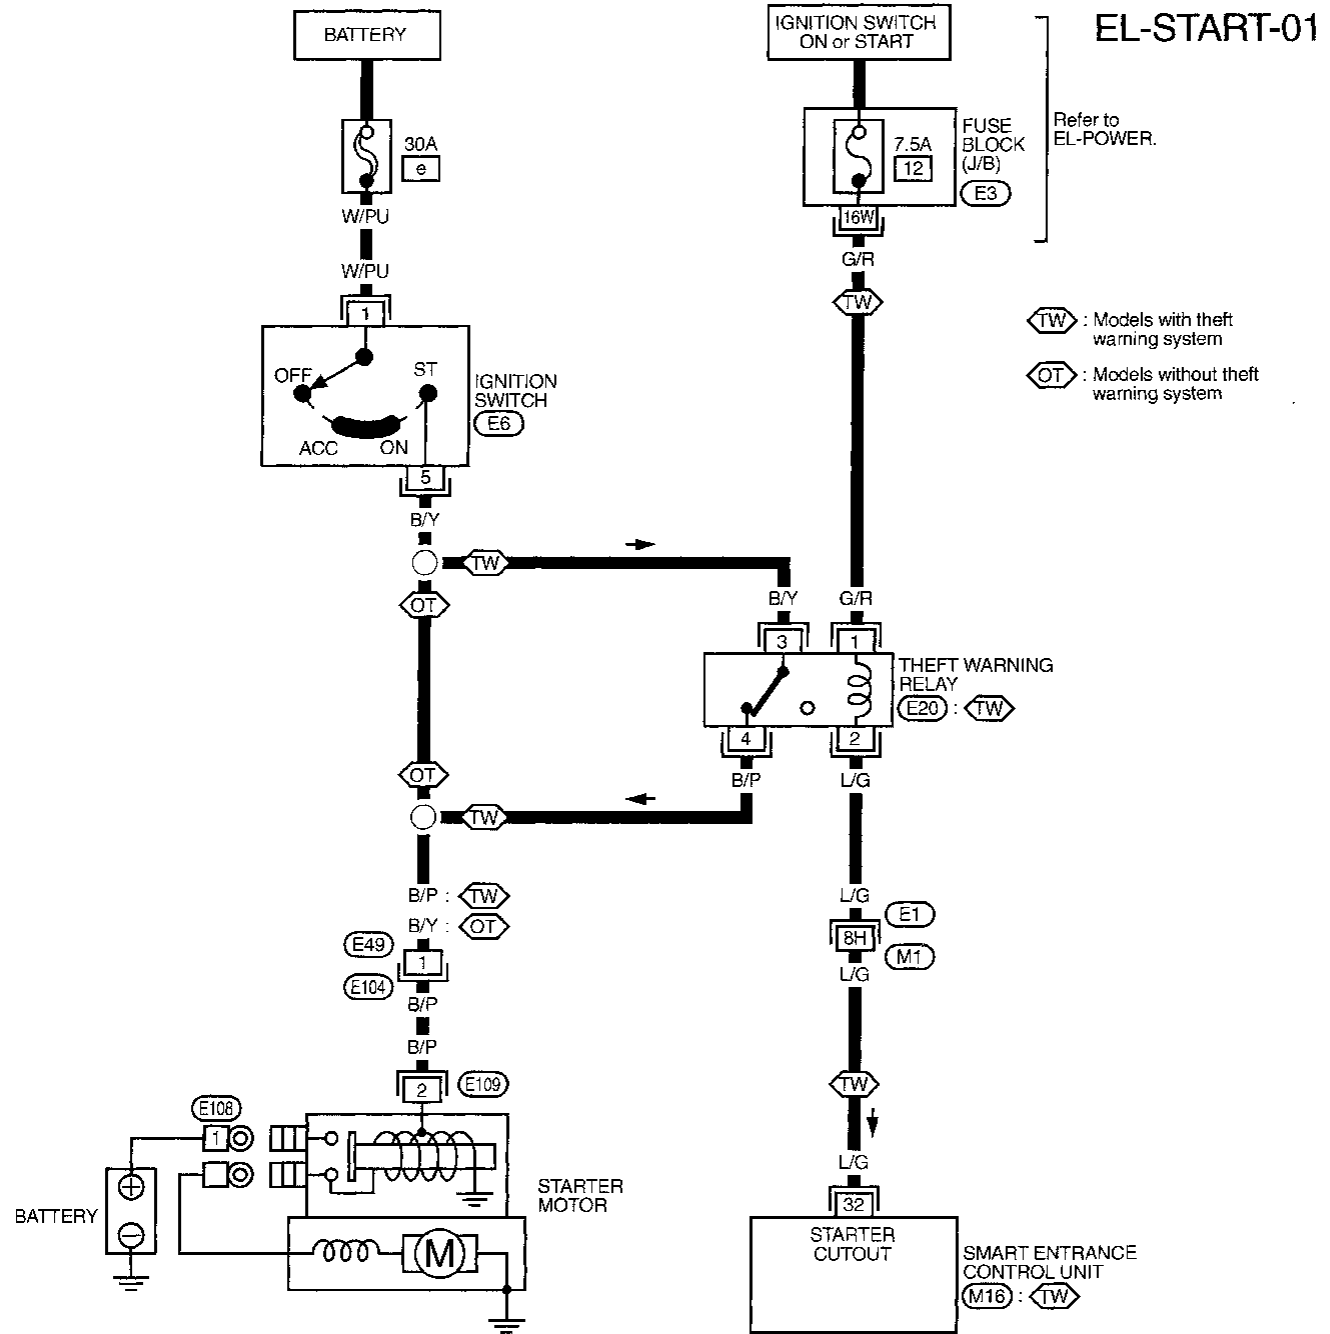 EL-START-01
BATTERY
IGNITION SWITCH
ON or START
30A
e
7.5A
12
FUSE
BLOCK
(J/B)
E3
Refer to
EL-POWER.
W/PU
16W
W/PU
G/R
TW
1
TW : Models with theft
warning system
OT : Models without theft
warning system
OFF
ST
ACC
ON
IGNITION
SWITCH
E6
5
B/Y
TW
OT
B/Y
G/R
3
1
THEFT WARNING
RELAY
E20 : TW
4
2
B/P
L/G
OT
TW
B/P : TW
B/Y : OT
L/G
E1
8H
M1
L/G
E49
1
E104
B/P
B/P
2
E109
TW
L/G
32
E108
1
BATTERY
STARTER
MOTOR
M
STARTER
CUTOUT
SMART ENTRANCE
CONTROL UNIT
M16 : TW